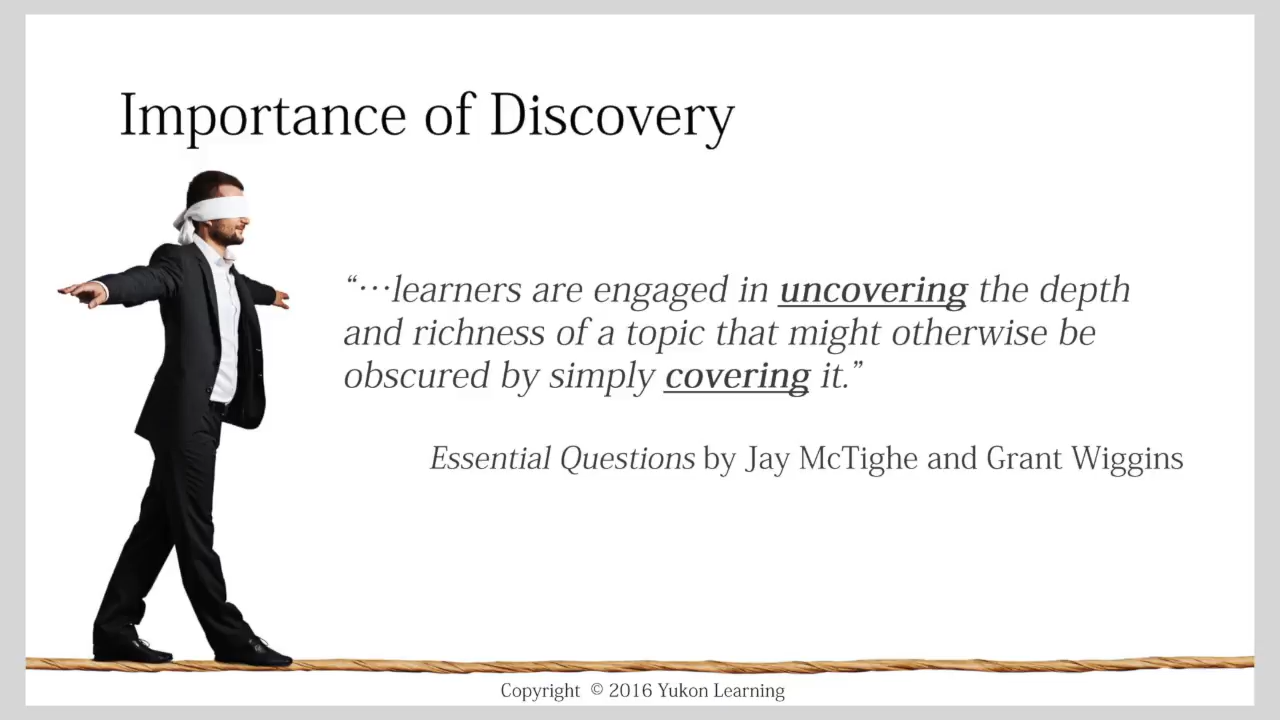 Importance of Discovery
“…learners are engaged in uncovering the depth
and richness of a topic that might otherwise be
obscured by simply covering it.”
Essential Questions by Jay McTighe and Grant Wiggins
Copyright © 2016 Yukon Learning